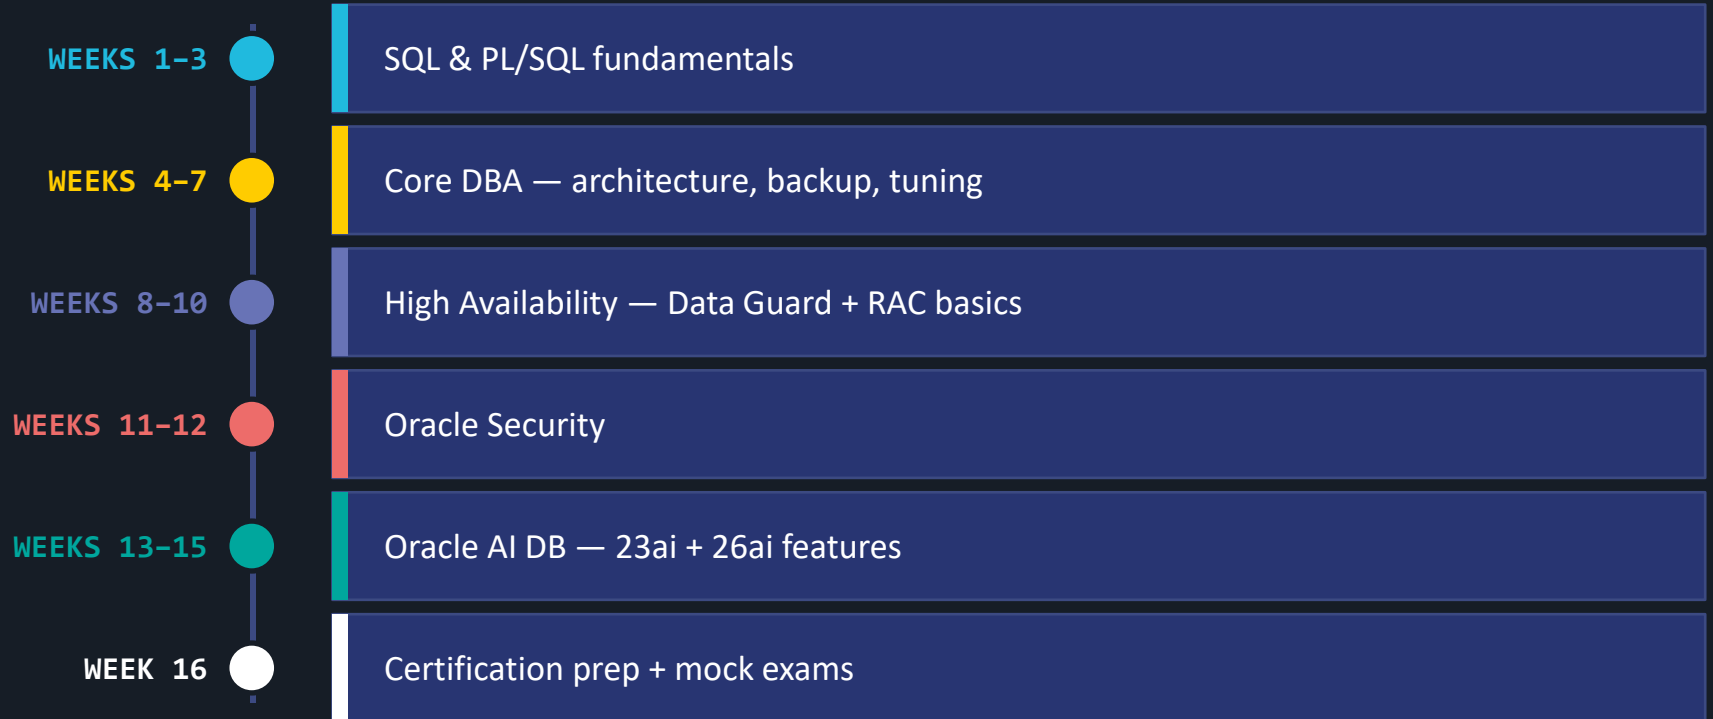 WEEKS 1–3
SQL & PL/SQL fundamentals
WEEKS 4–7
Core DBA — architecture, backup, tuning
WEEKS 8–10
High Availability — Data Guard + RAC basics
WEEKS 11–12
Oracle Security
WEEKS 13–15
Oracle AI DB — 23ai + 26ai features
WEEK 16
Certification prep + mock exams